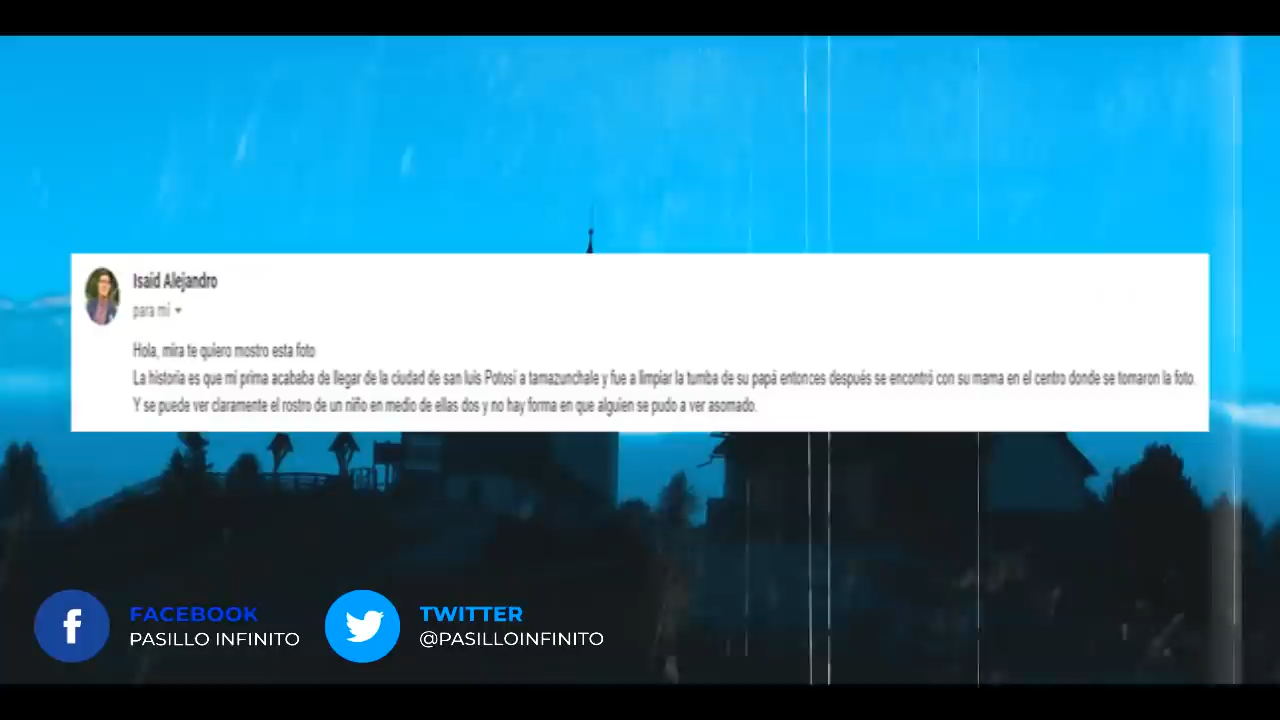 Isaid Alejandro
para mí
Hola, mira te quiero mostro esta foto
La historia es que mi prima acababa de llegar de la ciudad de san luis Potosí a tamazunchale y fue a limpiar la tumba de su papá entonces después se encontró con su mama en el centro donde se tomaron la foto.
Y se puede ver claramente el rostro de un niño en medio de ellas dos y no hay forma en que alguien se pudo a ver asomado.
FACEBOOK
PASILLO INFINITO
TWITTER
@PASILLOINFINITO